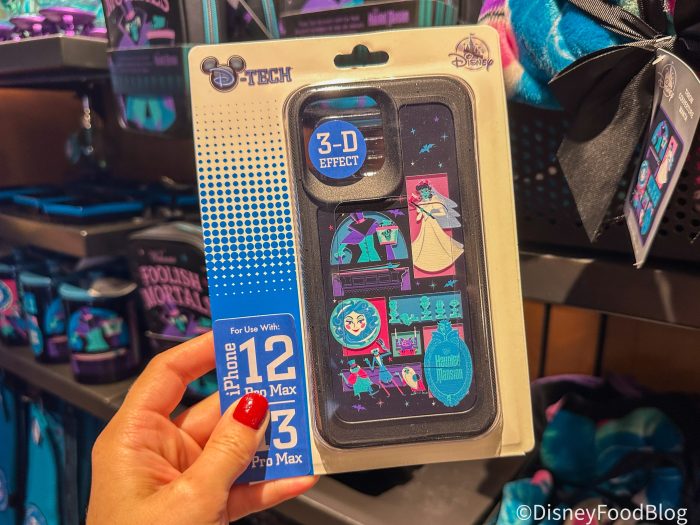 D-TECH
Disney
3-D
EFFECT
For Use With:
iPhone
12
Pro Max
13
Pro Max
Haunted
Mansion
Welcome
FOOLISH
MORTALS
©DisneyFoodBlog